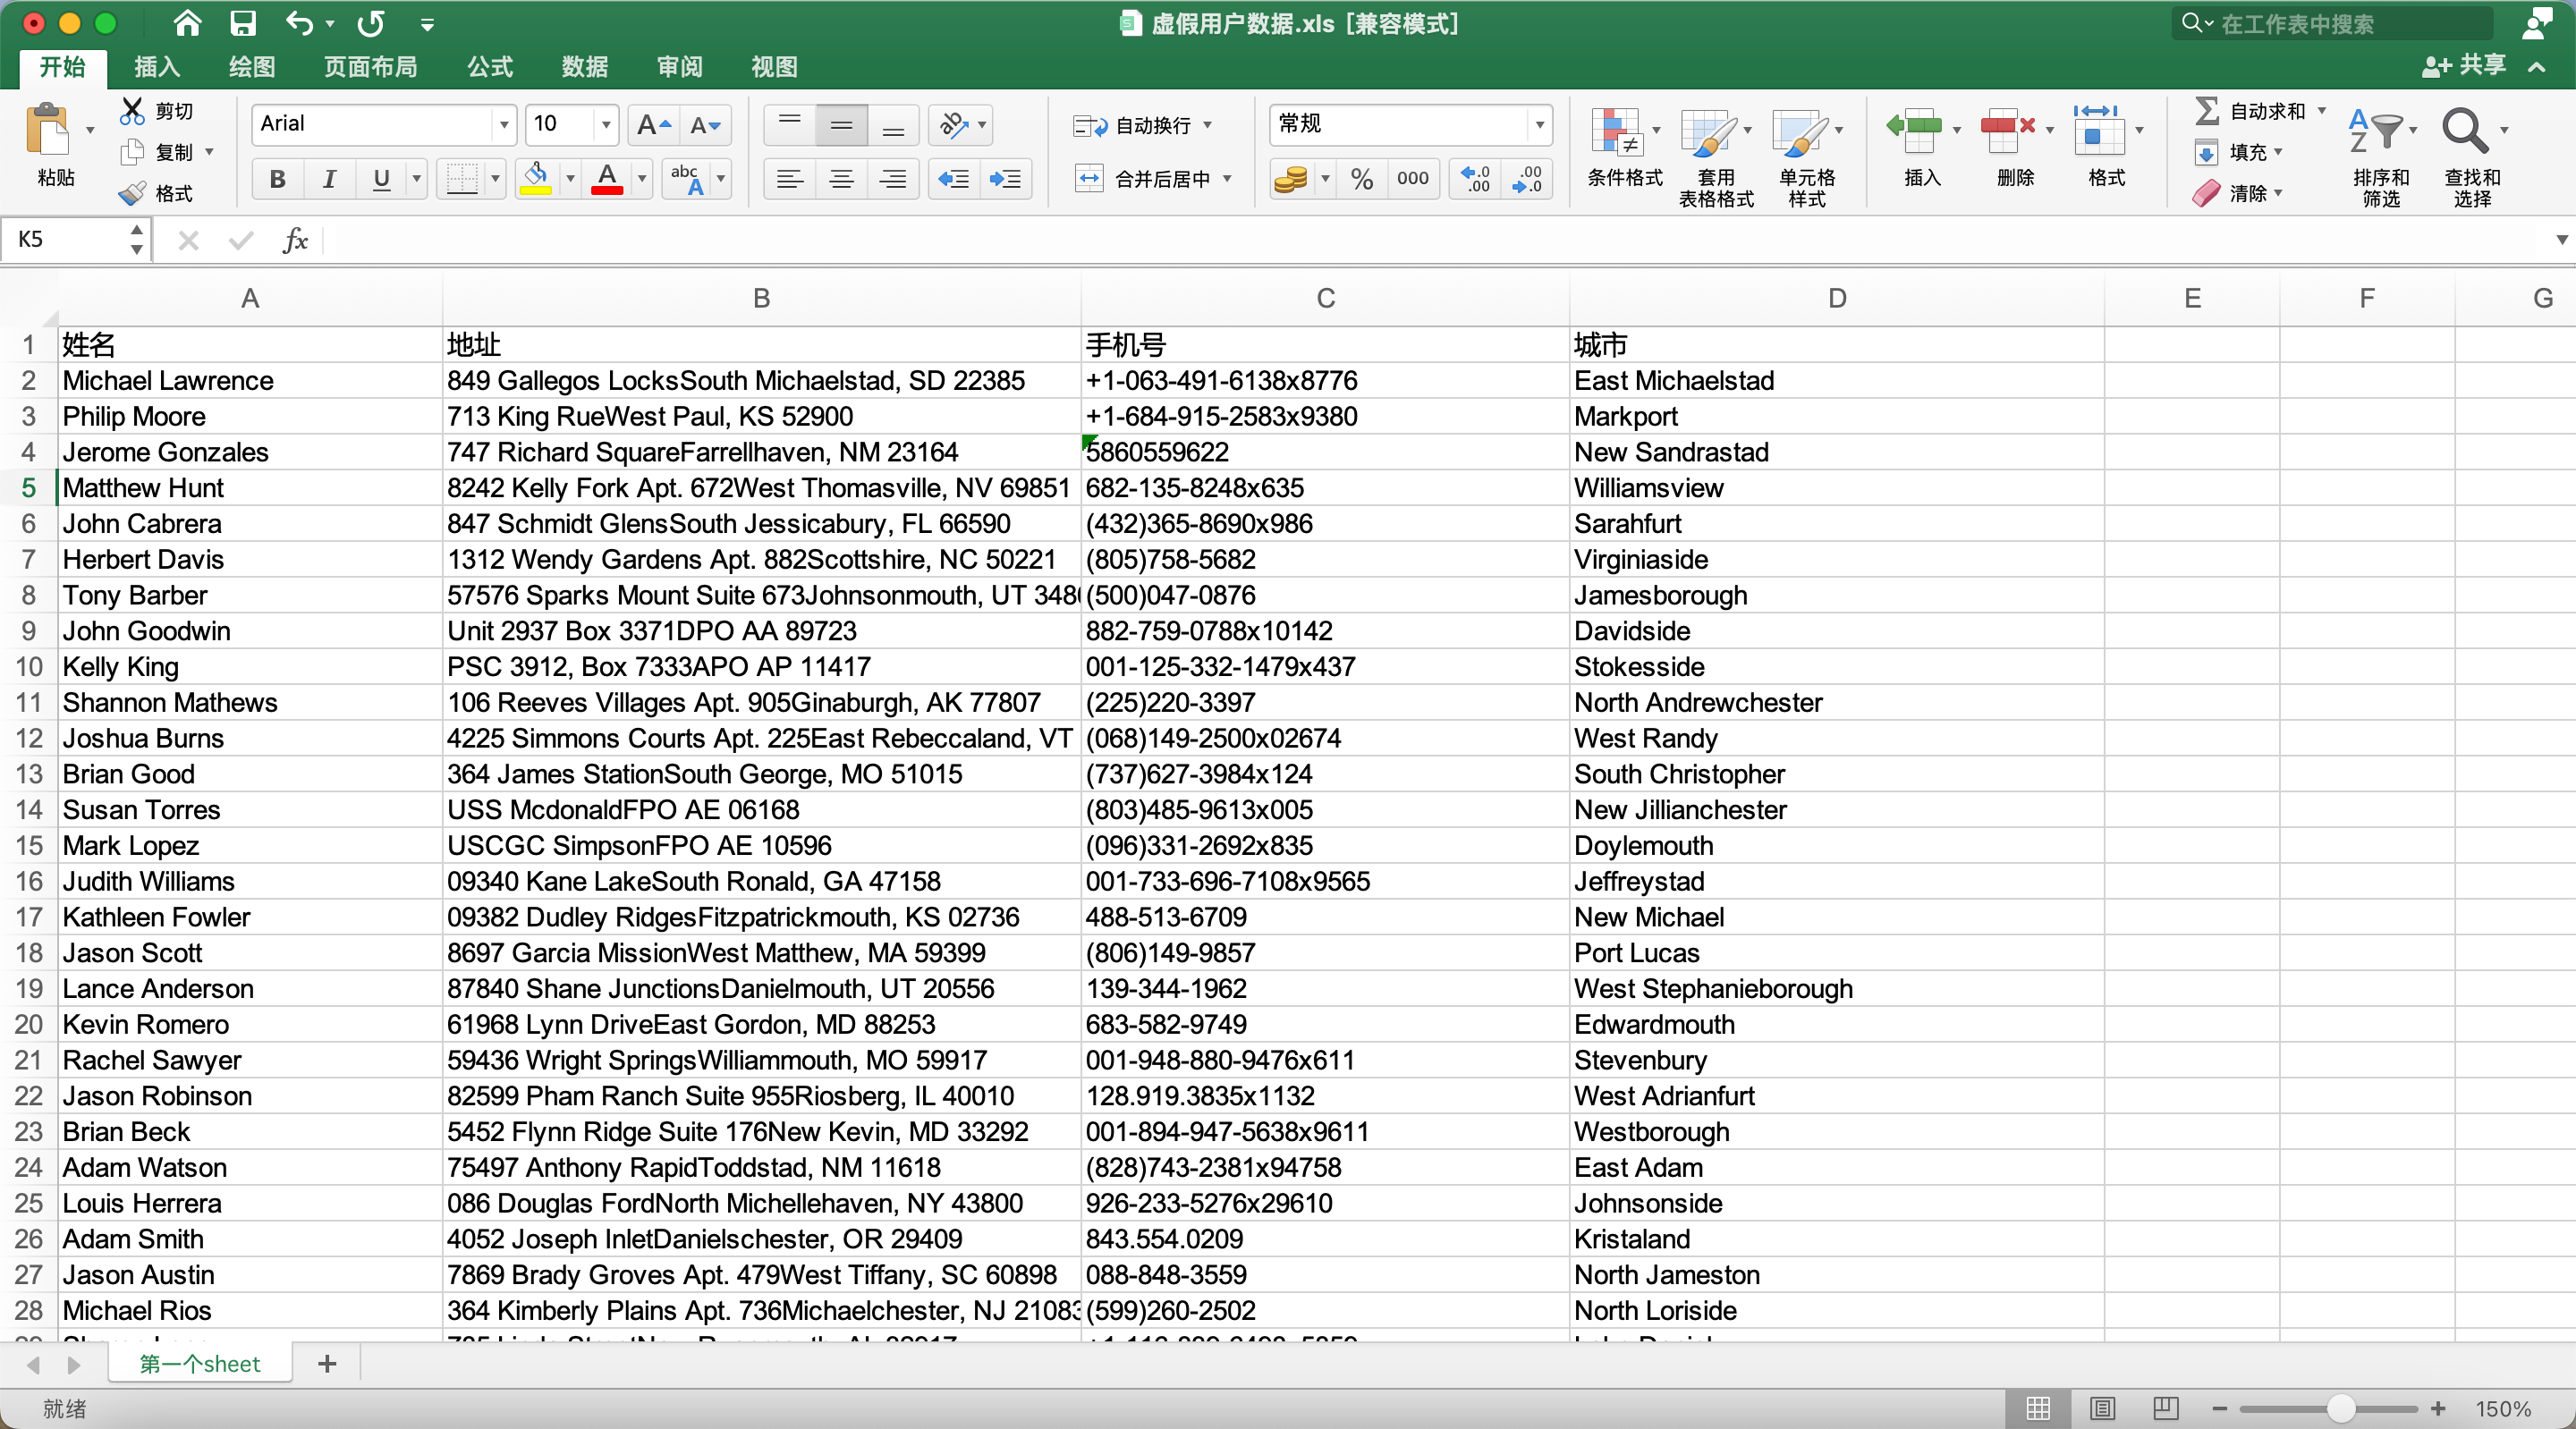 虚假用户数据.xls [兼容模式]
在工作表中搜索
开始 插入 绘图 页面布局 公式 数据 审阅 视图
共享
粘贴 剪切 复制 格式
Arial 10
B I U abc A
自动换行
合并后居中
常规
% 000 .0 .00 .00 .0
条件格式 套用 表格格式 单元格 样式
插入 删除 格式
自动求和 填充 清除
排序和 筛选 查找和 选择
K5 fx
A B C D E F G
1 姓名 地址 手机号 城市
2 Michael Lawrence 849 Gallegos LocksSouth Michaelstad, SD 22385 +1-063-491-6138x8776 East Michaelstad
3 Philip Moore 713 King RueWest Paul, KS 52900 +1-684-915-2583x9380 Markport
4 Jerome Gonzales 747 Richard SquareFarrellhaven, NM 23164 5860559622 New Sandrastad
5 Matthew Hunt 8242 Kelly Fork Apt. 672West Thomasville, NV 69851 682-135-8248x635 Williamsview
6 John Cabrera 847 Schmidt GlensSouth Jessicabury, FL 66590 (432)365-8690x986 Sarahfurt
7 Herbert Davis 1312 Wendy Gardens Apt. 882Scottshire, NC 50221 (805)758-5682 Virginiaside
8 Tony Barber 57576 Sparks Mount Suite 673Johnsonmouth, UT 348 (500)047-0876 Jamesborough
9 John Goodwin Unit 2937 Box 3371DPO AA 89723 882-759-0788x10142 Davidside
10 Kelly King PSC 3912, Box 7333APO AP 11417 001-125-332-1479x437 Stokesside
11 Shannon Mathews 106 Reeves Villages Apt. 905Ginaburgh, AK 77807 (225)220-3397 North Andrewchester
12 Joshua Burns 4225 Simmons Courts Apt. 225East Rebeccaland, VT (068)149-2500x02674 West Randy
13 Brian Good 364 James StationSouth George, MO 51015 (737)627-3984x124 South Christopher
14 Susan Torres USS McdonaldFPO AE 06168 (803)485-9613x005 New Jillianchester
15 Mark Lopez USCGC SimpsonFPO AE 10596 (096)331-2692x835 Doylemouth
16 Judith Williams 09340 Kane LakeSouth Ronald, GA 47158 001-733-696-7108x9565 Jeffreystad
17 Kathleen Fowler 09382 Dudley RidgesFitzpatrickmouth, KS 02736 488-513-6709 New Michael
18 Jason Scott 8697 Garcia MissionWest Matthew, MA 59399 (806)149-9857 Port Lucas
19 Lance Anderson 87840 Shane JunctionsDanielmouth, UT 20556 139-344-1962 West Stephanieborough
20 Kevin Romero 61968 Lynn DriveEast Gordon, MD 88253 683-582-9749 Edwardmouth
21 Rachel Sawyer 59436 Wright SpringsWilliammouth, MO 59917 001-948-880-9476x611 Stevenbury
22 Jason Robinson 82599 Pham Ranch Suite 955Riosberg, IL 40010 128.919.3835x1132 West Adrianfurt
23 Brian Beck 5452 Flynn Ridge Suite 176New Kevin, MD 33292 001-894-947-5638x9611 Westborough
24 Adam Watson 75497 Anthony RapidToddstad, NM 11618 (828)743-2381x94758 East Adam
25 Louis Herrera 086 Douglas FordNorth Michellehaven, NY 43800 926-233-5276x29610 Johnsonside
26 Adam Smith 4052 Joseph InletDanielschester, OR 29409 843.554.0209 Kristaland
27 Jason Austin 7869 Brady Groves Apt. 479West Tiffany, SC 60898 088-848-3559 North Jameston
28 Michael Rios 364 Kimberly Plains Apt. 736Michaelchester, NJ 21083 (599)260-2502 North Loriside
第一个sheet
就绪 150%